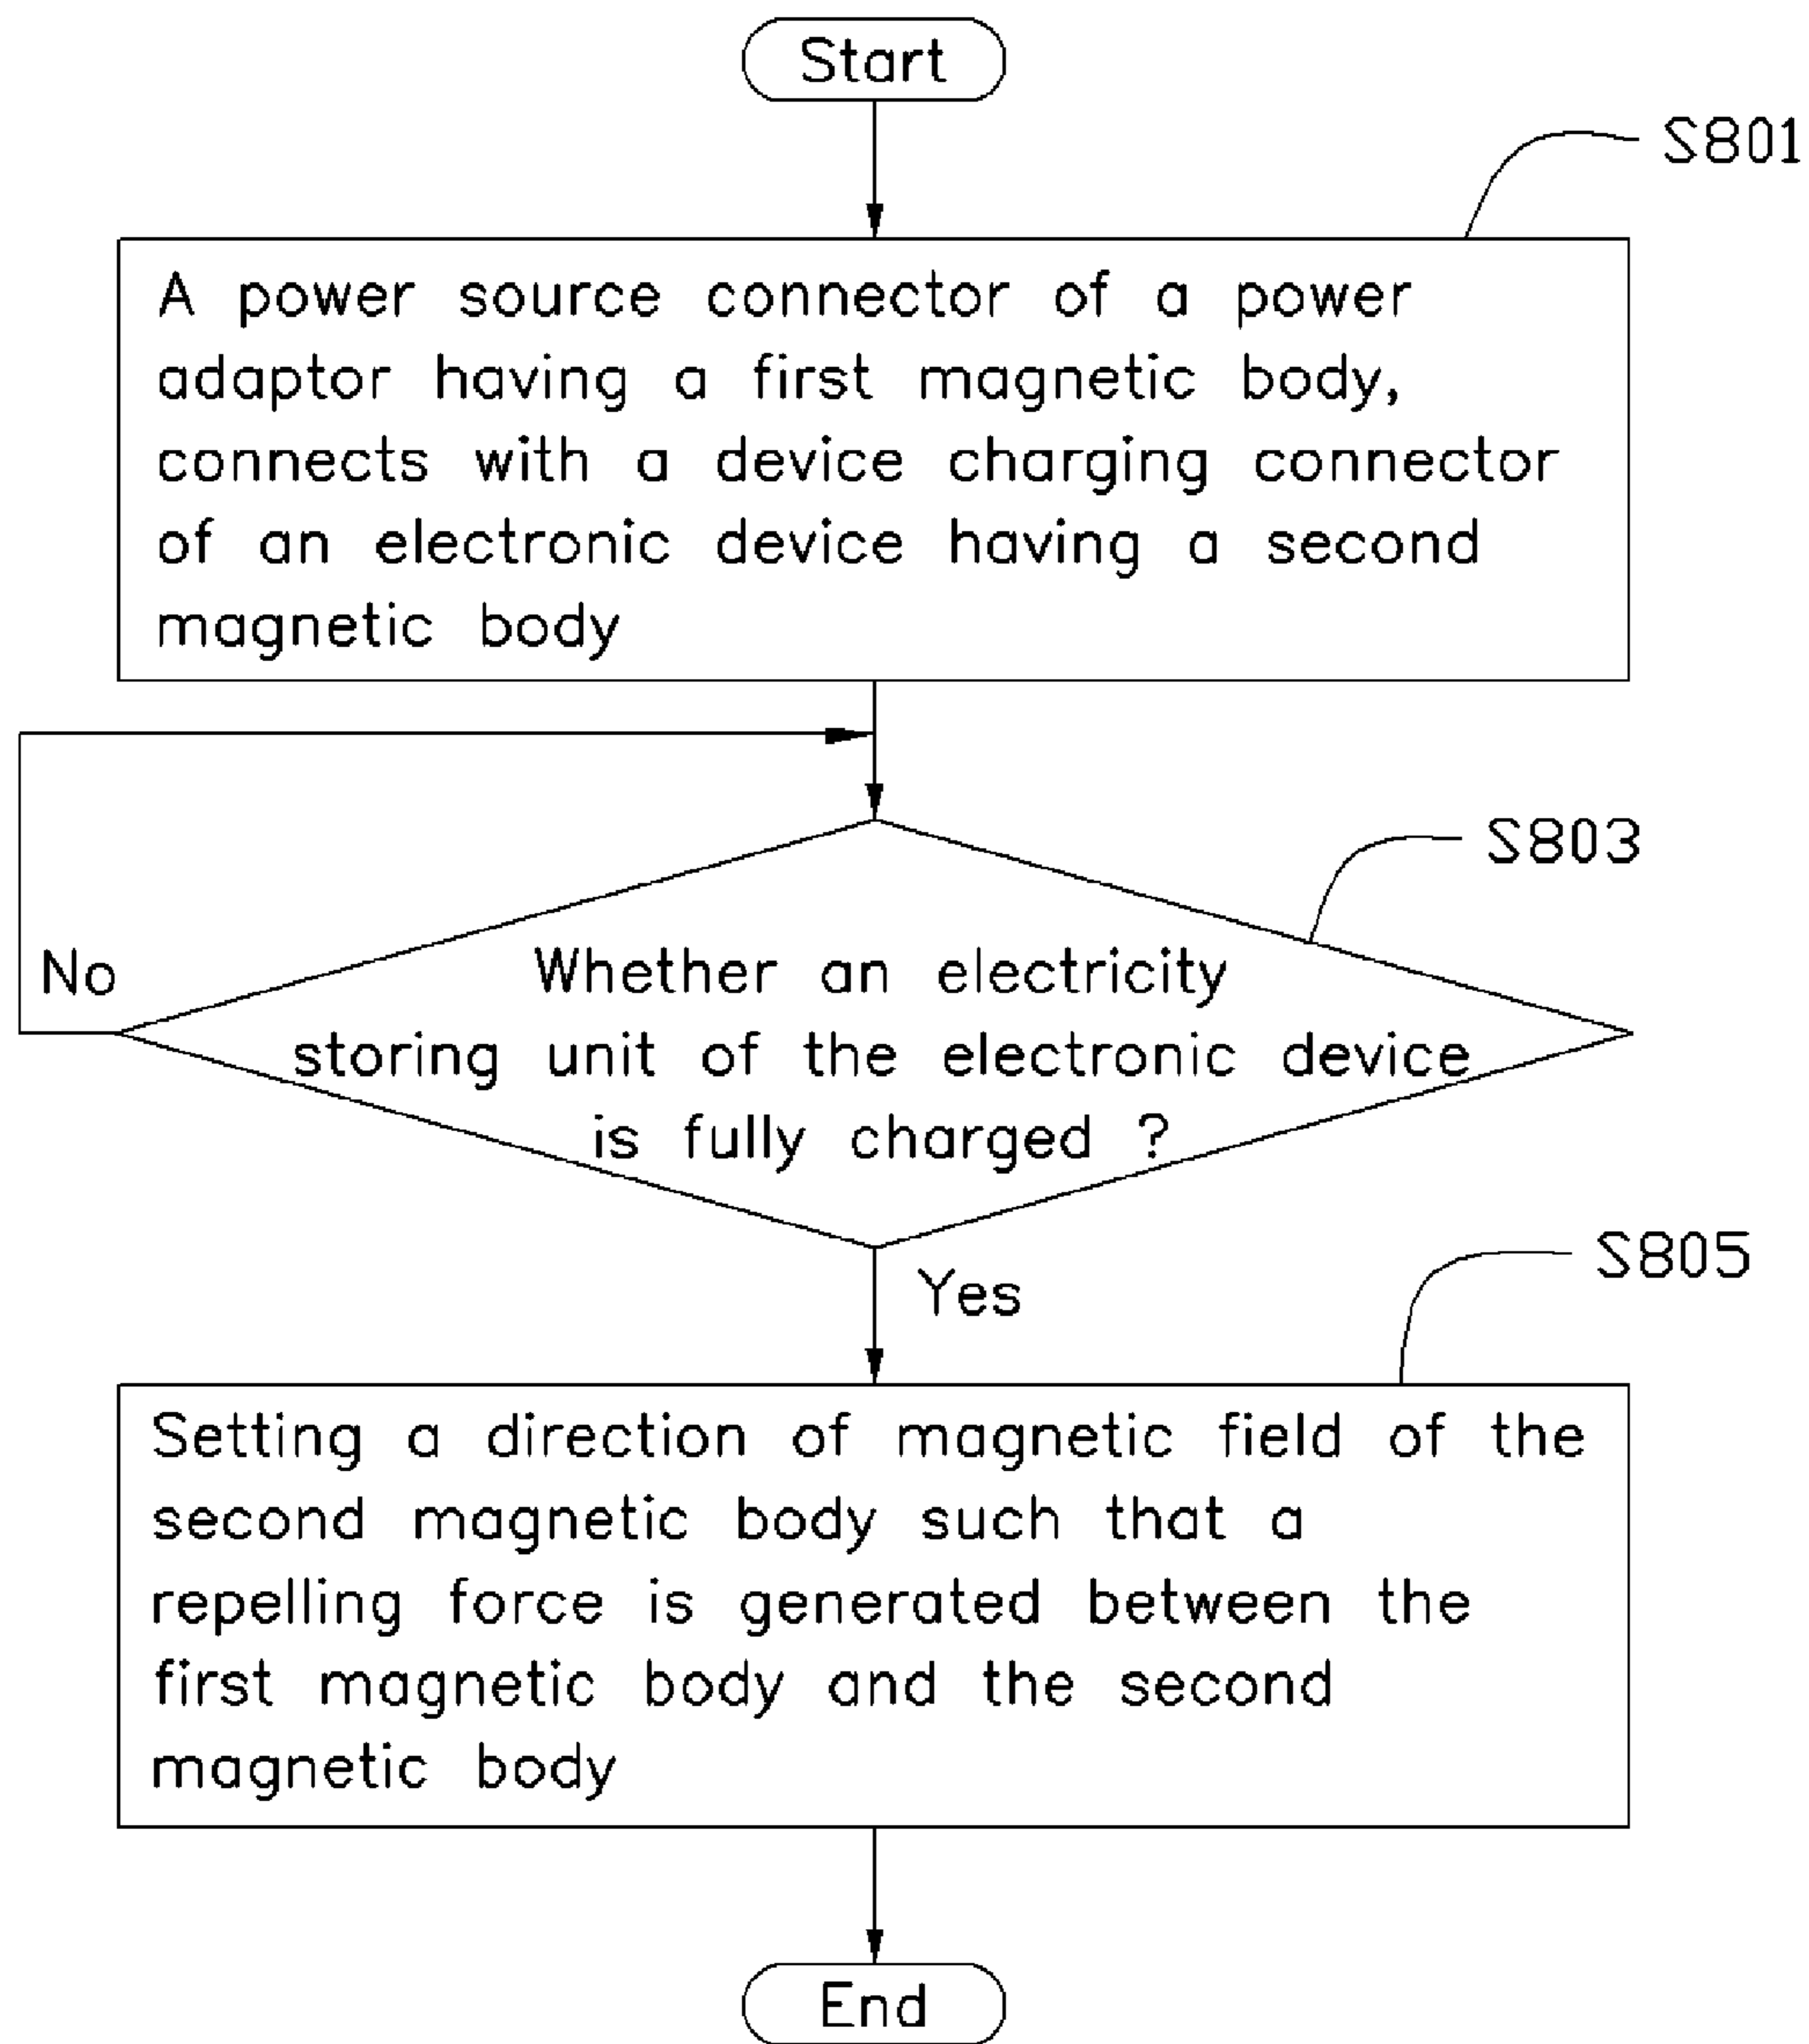 Start
S801
A power source connector of a power
adaptor having a first magnetic body,
connects with a device charging connector
of an electronic device having a second
magnetic body
S803
No
Whether an electricity
storing unit of the electronic device
is fully charged ?
Yes
S805
Setting a direction of magnetic field of the
second magnetic body such that a
repelling force is generated between the
first magnetic body and the second
magnetic body
End